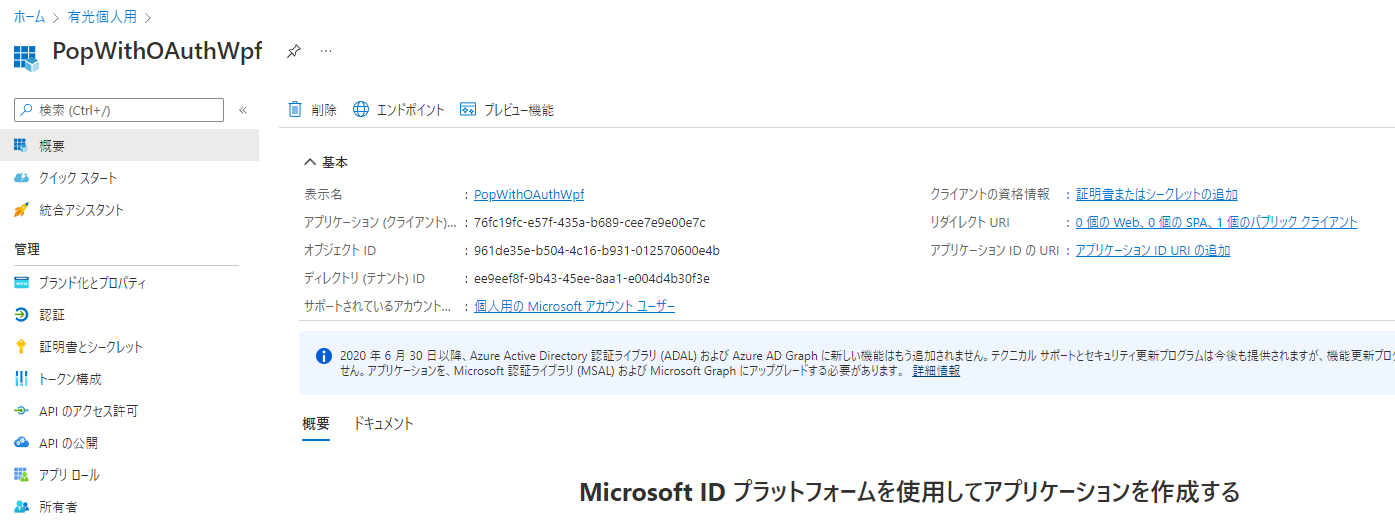 ホーム > 有光個人用 >
PopWithOAuthWpf ...
検索 (Ctrl+/) «
概要
クイック スタート
統合アシスタント
管理
ブランド化とプロパティ
認証
証明書とシークレット
トークン構成
API のアクセス許可
API の公開
アプリ ロール
所有者
削除 エンドポイント プレビュー機能
基本
表示名 : PopWithOAuthWpf
アプリケーション (クライアント)... : 76fc19fc-e57f-435a-b689-cee7e9e00e7c
オブジェクト ID : 961de35e-b504-4c16-b931-012570600e4b
ディレクトリ (テナント) ID : ee9eef8f-9b43-45ee-8aa1-e004d4b30f3e
サポートされているアカウント... : 個人用の Microsoft アカウント ユーザー
クライアントの資格情報 : 証明書またはシークレットの追加
リダイレクト URI : 0 個の Web、0 個の SPA、1 個のパブリック クライアント
アプリケーション ID の URI : アプリケーション ID URI の追加
2020 年 6 月 30 日以降、Azure Active Directory 認証ライブラリ (ADAL) および Azure AD Graph に新しい機能はもう追加されません。テクニカル サポートとセキュリティ更新プログラムは今後も提供されますが、機能更新プログ
せん。アプリケーションを、Microsoft 認証ライブラリ (MSAL) および Microsoft Graph にアップグレードする必要があります。 詳細情報
概要 ドキュメント
Microsoft ID プラットフォームを使用してアプリケーションを作成する